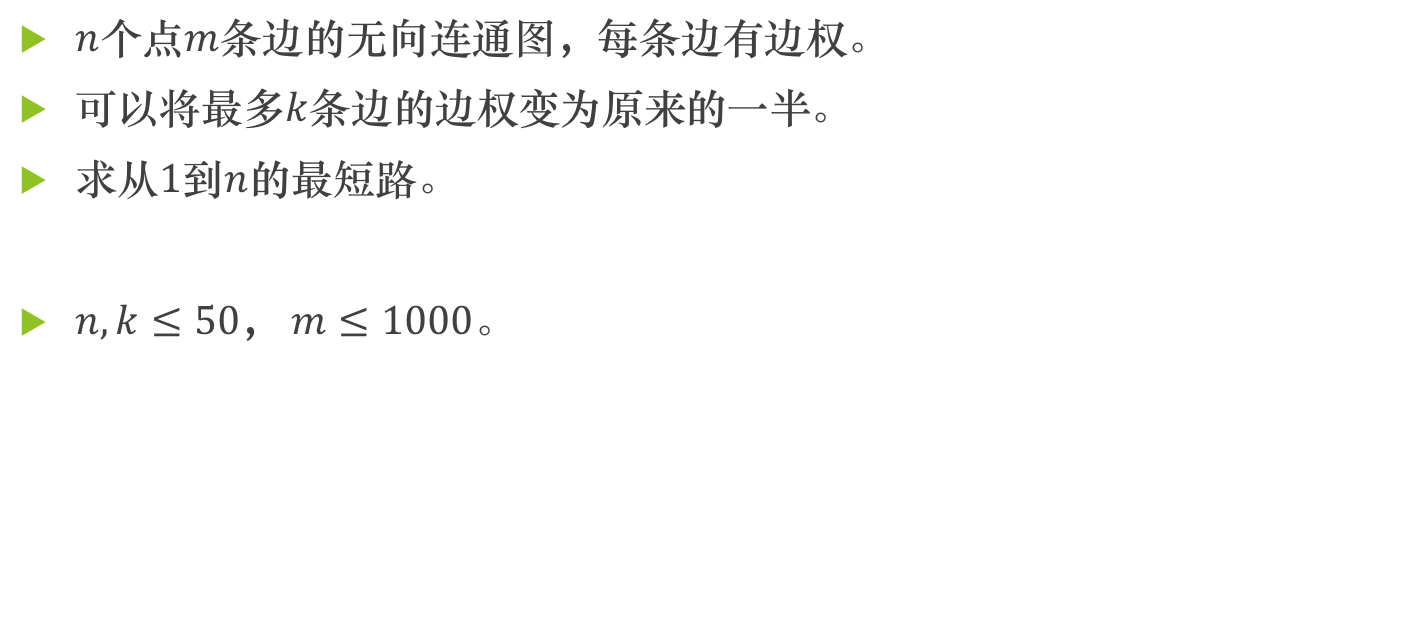 n个点m条边的无向连通图，每条边有边权。
可以将最多k条边的边权变为原来的一半。
求从1到n的最短路。
n, k ≤ 50， m ≤ 1000。